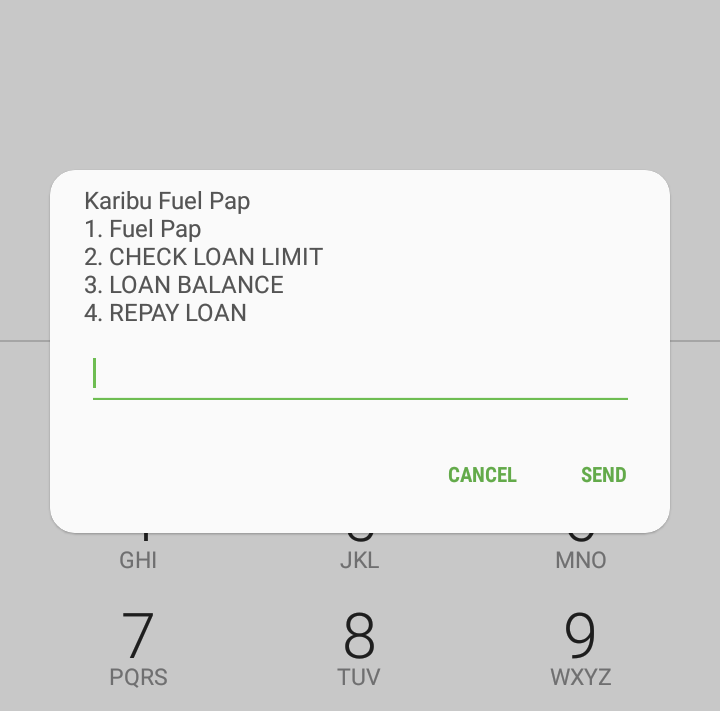 Karibu Fuel Pap
1. Fuel Pap
2. CHECK LOAN LIMIT
3. LOAN BALANCE
4. REPAY LOAN
CANCEL SEND
GHI JKL MNO
7 8 9
PQRS TUV WXYZ